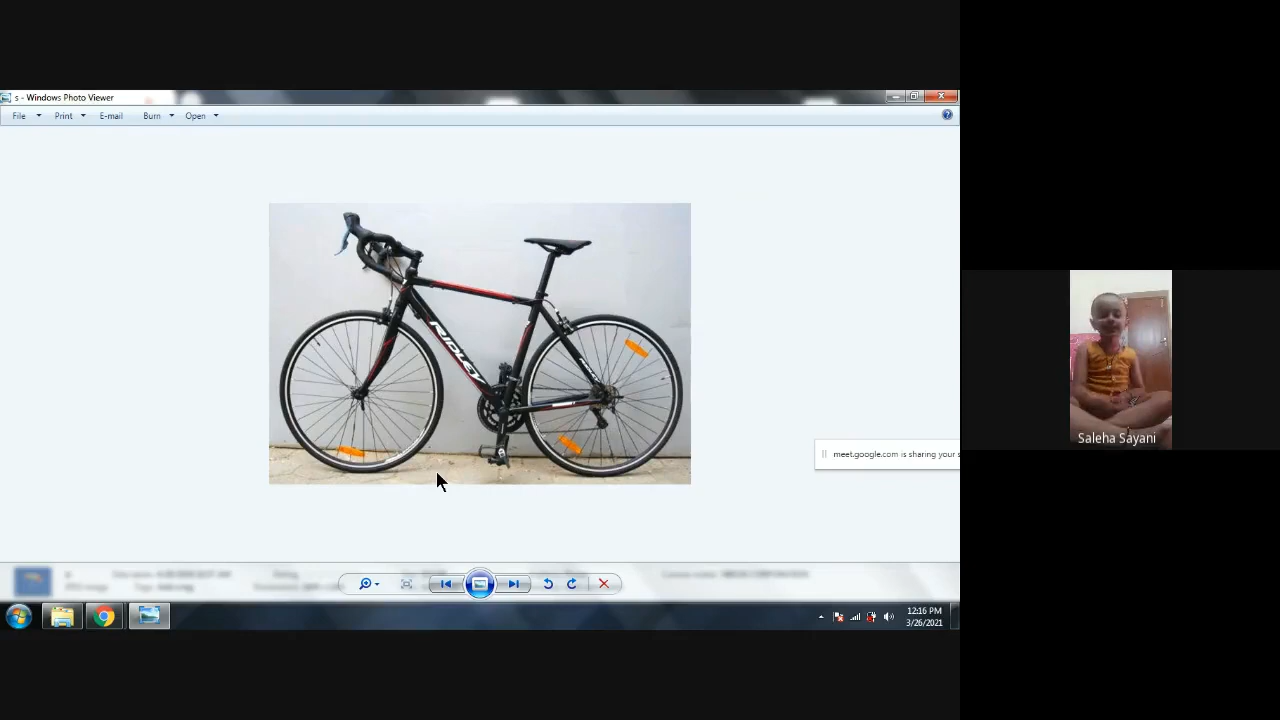 s - Windows Photo Viewer
File Print E-mail Burn Open
RIDLEY
meet.google.com is sharing your s
Saleha Sayani
12:16 PM
3/26/2021